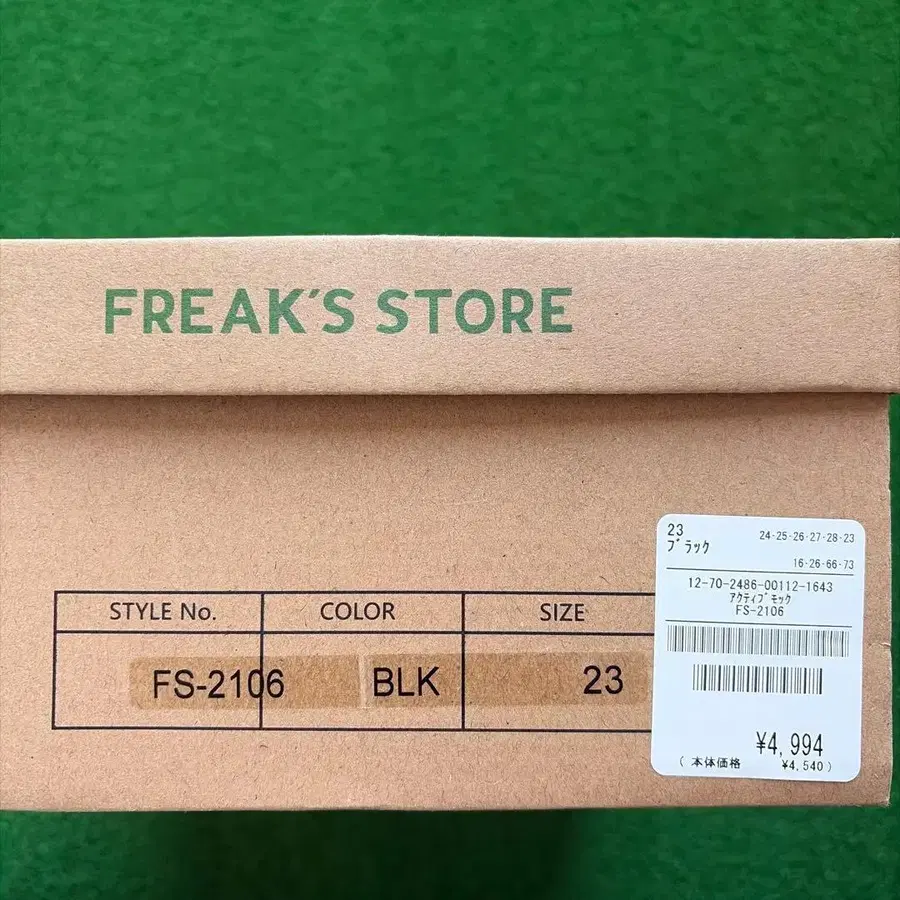 FREAK'S STORE
STYLE No. COLOR SIZE
FS-2106 BLK 23
23 24-25-26-27-28-23
ブラック
16-26-66-73
12-70-2486-00112-1643
アクティブモック
FS-2106
¥4,994
( 本体価格 ¥4,540 )